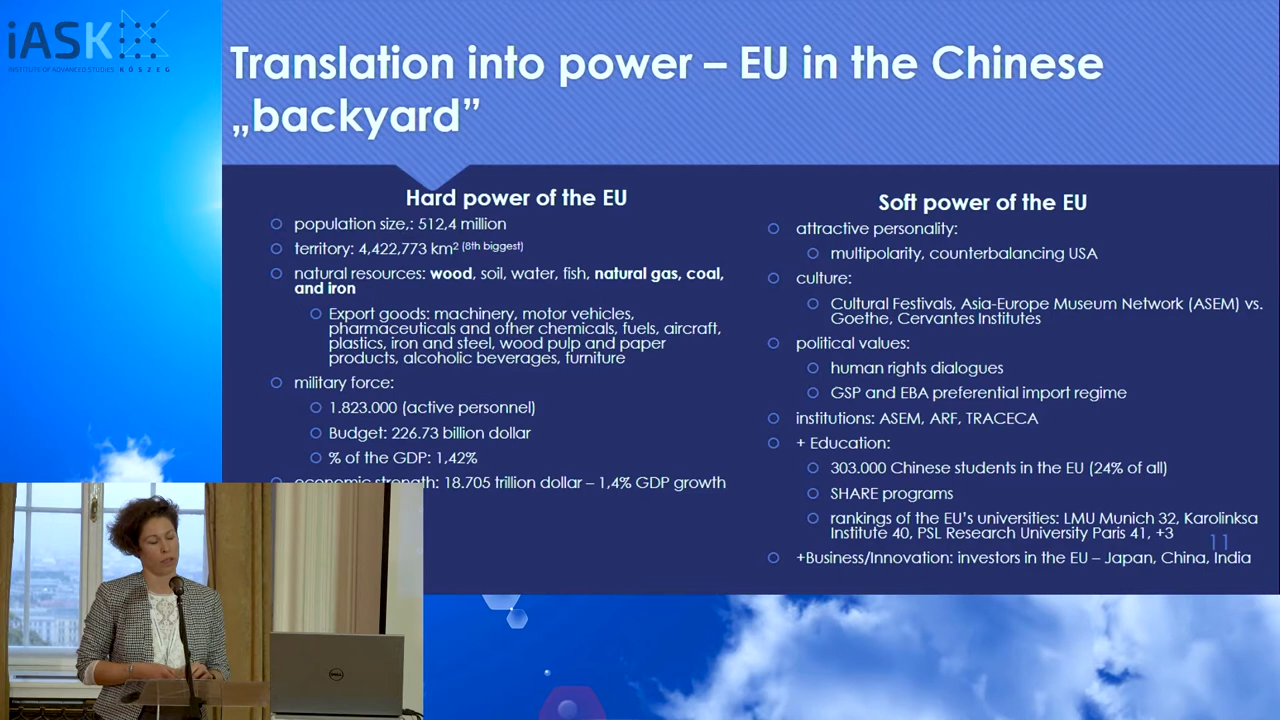 iASK
INSTITUTE OF ADVANCED STUDIES KŐSZEG
Translation into power – EU in the Chinese
„backyard”
Hard power of the EU
population size,: 512,4 million
territory: 4,422,773 km² (8th biggest)
natural resources: wood, soil, water, fish, natural gas, coal,
and iron
Export goods: machinery, motor vehicles,
pharmaceuticals and other chemicals, fuels, aircraft,
plastics, iron and steel, wood pulp and paper
products, alcoholic beverages, furniture
military force:
1.823.000 (active personnel)
Budget: 226.73 billion dollar
% of the GDP: 1,42%
economic strength: 18.705 trillion dollar – 1,4% GDP growth
Soft power of the EU
attractive personality:
multipolarity, counterbalancing USA
culture:
Cultural Festivals, Asia-Europe Museum Network (ASEM) vs.
Goethe, Cervantes Institutes
political values:
human rights dialogues
GSP and EBA preferential import regime
institutions: ASEM, ARF, TRACECA
+ Education:
303.000 Chinese students in the EU (24% of all)
SHARE programs
rankings of the EU’s universities: LMU Munich 32, Karolinksa
Institute 40, PSL Research University Paris 41, +3
11
+Business/Innovation: investors in the EU – Japan, China, India
DELL